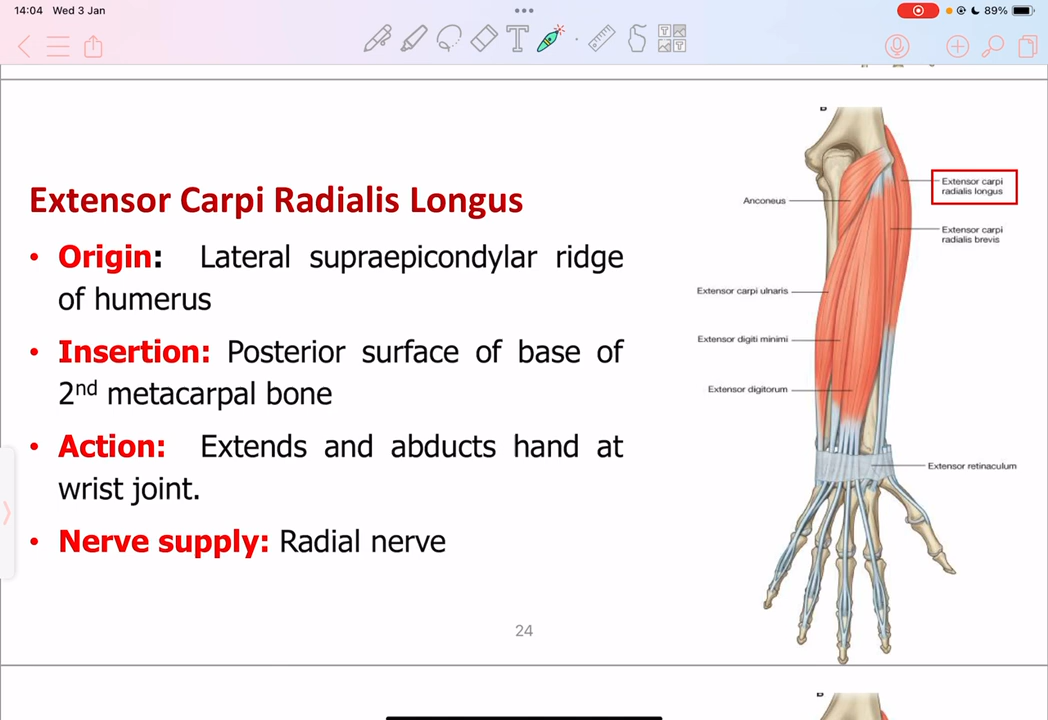 14:04 Wed 3 Jan
89%
T
Extensor Carpi Radialis Longus
• Origin: Lateral supraepicondylar ridge
of humerus
• Insertion: Posterior surface of base of
2nd metacarpal bone
• Action: Extends and abducts hand at
wrist joint.
• Nerve supply: Radial nerve
24
Extensor carpi
radialis longus
Anconeus
Extensor carpi
radialis brevis
Extensor carpi ulnaris
Extensor digiti minimi
Extensor digitorum
Extensor retinaculum